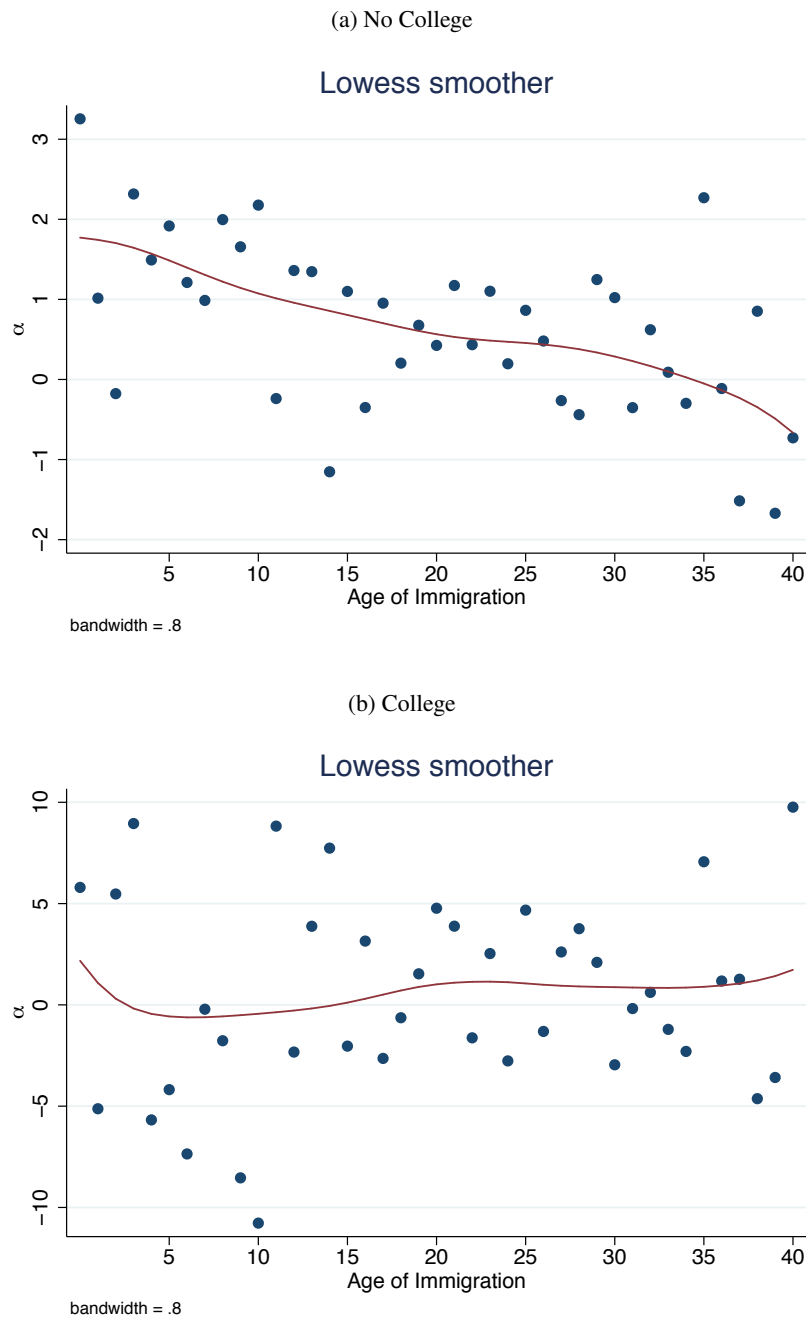 (a) No College
Lowess smoother
3
2
1
0
−1
−2
α
5 10 15 20 25 30 35 40
Age of Immigration
bandwidth = .8
(b) College
Lowess smoother
10
5
0
−5
−10
α
5 10 15 20 25 30 35 40
Age of Immigration
bandwidth = .8